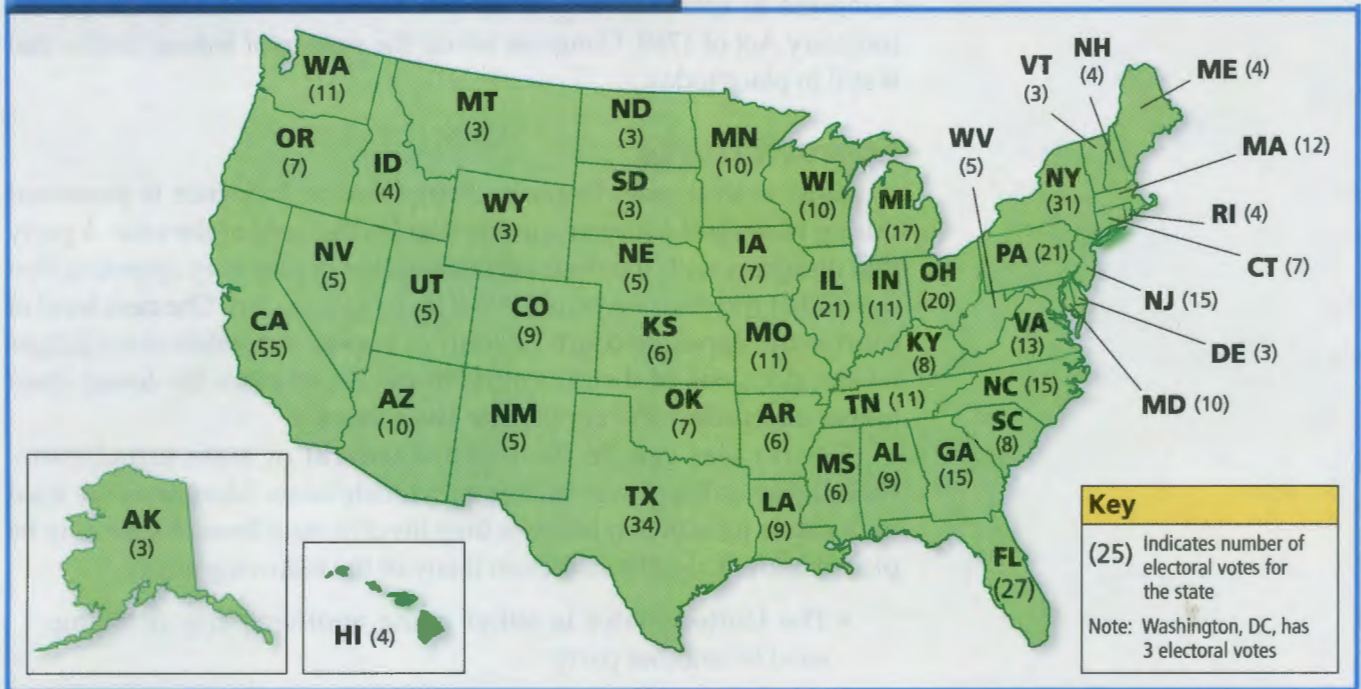 WA
(11)
OR
(7)
ID
(4)
MT
(3)
ND
(3)
SD
(3)
WY
(3)
NE
(5)
NV
(5)
UT
(5)
CO
(9)
CA
(55)
AZ
(10)
NM
(5)
KS
(6)
OK
(7)
TX
(34)
MN
(10)
IA
(7)
MO
(11)
AR
(6)
LA
(9)
WI
(10)
IL
(21)
MI
(17)
IN
(11)
OH
(20)
KY
(8)
TN (11)
MS
(6)
AL
(9)
GA
(15)
FL
(27)
SC
(8)
NC (15)
VA
(13)
WV
(5)
PA (21)
NY
(31)
VT
(3)
NH
(4)
ME (4)
MA (12)
RI (4)
CT (7)
NJ (15)
DE (3)
MD (10)
AK
(3)
HI (4)
Key
(25) Indicates number of
electoral votes for
the state
Note: Washington, DC, has
3 electoral votes